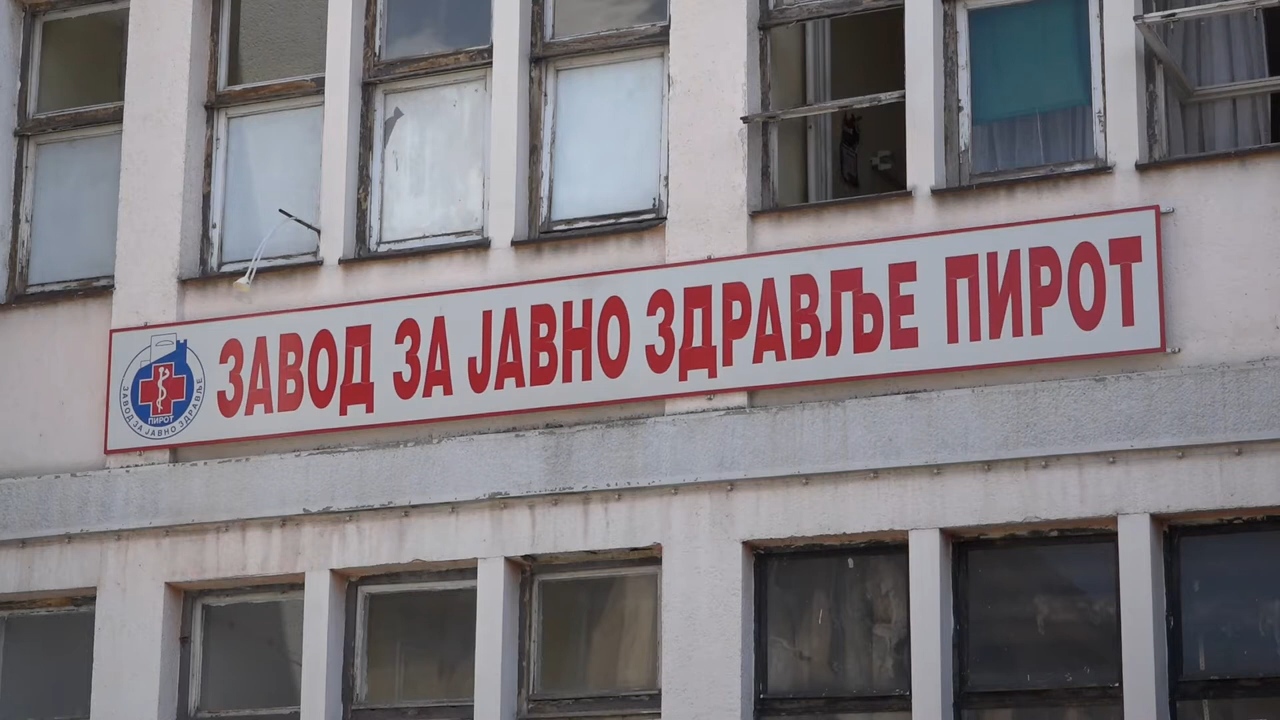 ЗАВОД ЗА ЈАВНО ЗДРАВЉЕ ПИРОТ
ПИРОТ
ЗАВОД ЗА ЈАВНО ЗДРАВЉЕ